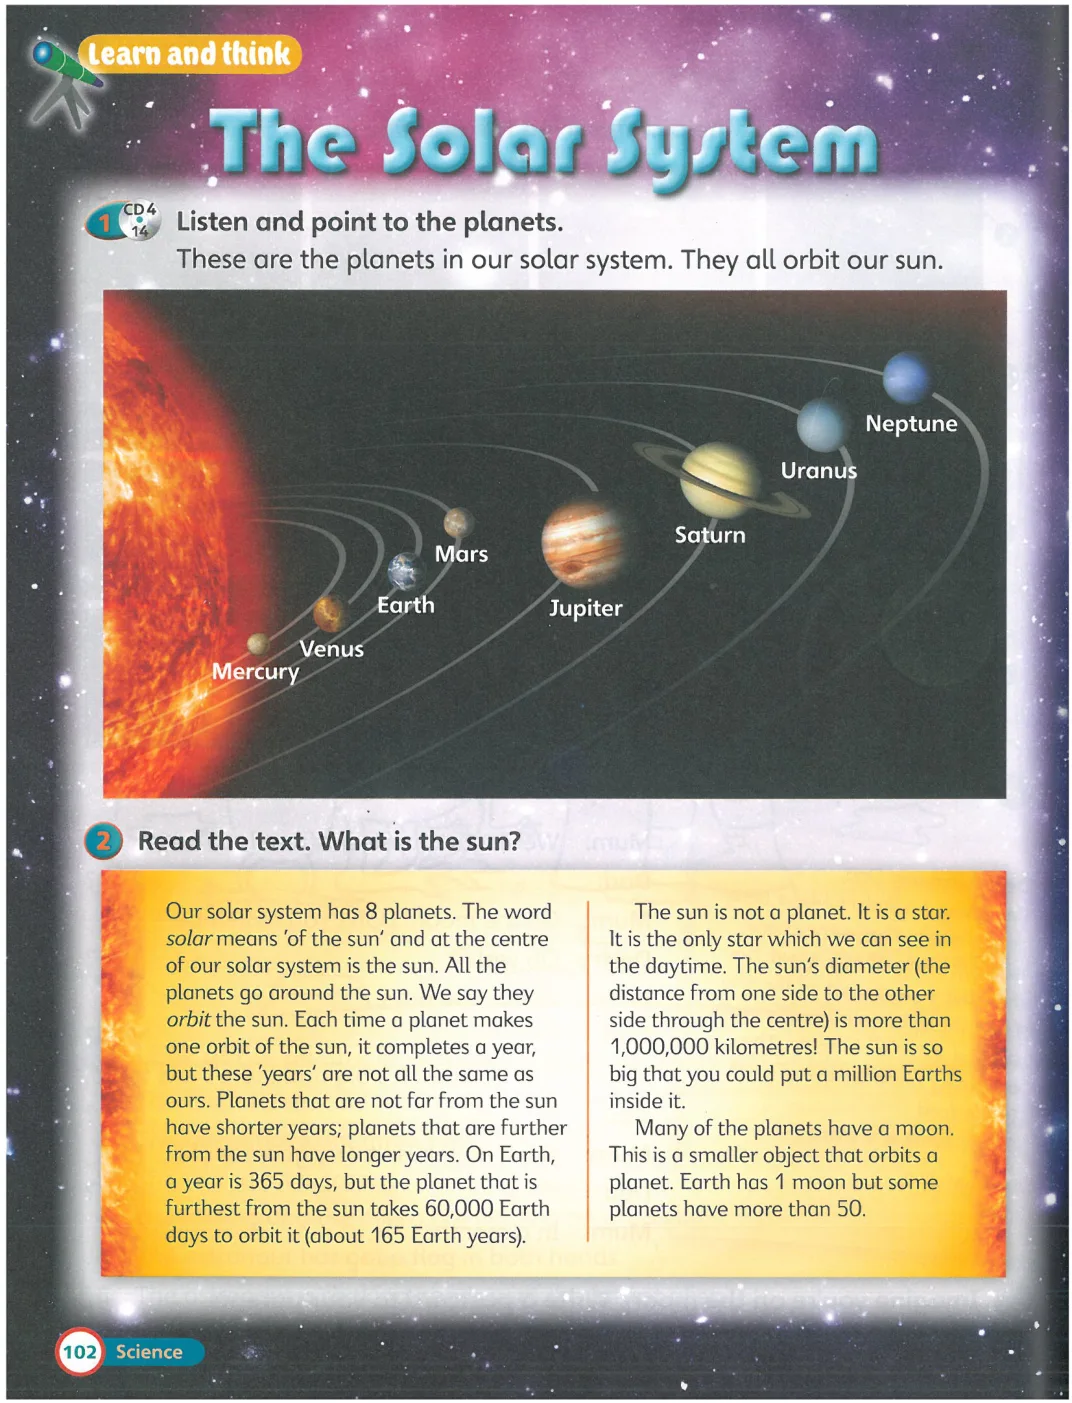 Learn and think
The Solar System
1 CD4 14 Listen and point to the planets.
These are the planets in our solar system. They all orbit our sun.
Neptune
Uranus
Saturn
Mars
Earth
Jupiter
Venus
Mercury
2 Read the text. What is the sun?
Our solar system has 8 planets. The word
solar means 'of the sun' and at the centre
of our solar system is the sun. All the
planets go around the sun. We say they
orbit the sun. Each time a planet makes
one orbit of the sun, it completes a year,
but these 'years' are not all the same as
ours. Planets that are not far from the sun
have shorter years; planets that are further
from the sun have longer years. On Earth,
a year is 365 days, but the planet that is
furthest from the sun takes 60,000 Earth
days to orbit it (about 165 Earth years).
The sun is not a planet. It is a star.
It is the only star which we can see in
the daytime. The sun's diameter (the
distance from one side to the other
side through the centre) is more than
1,000,000 kilometres! The sun is so
big that you could put a million Earths
inside it.
Many of the planets have a moon.
This is a smaller object that orbits a
planet. Earth has 1 moon but some
planets have more than 50.
102 Science